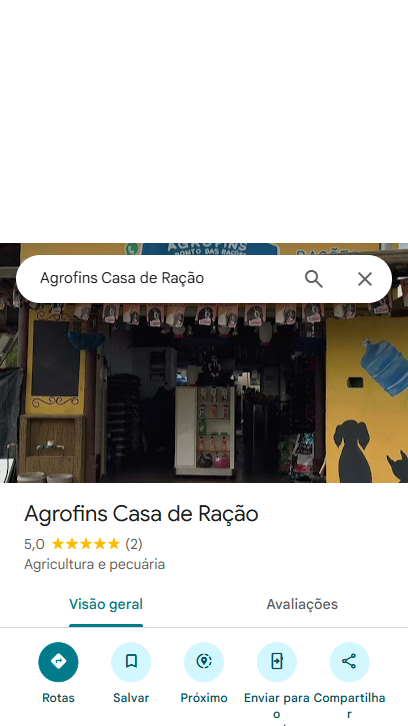 Agrofins Casa de Ração
AGROFINS
PONTO DAS RAÇÕES
Agrofins Casa de Ração
5,0 ★★★★★ (2)
Agricultura e pecuária
Visão geral Avaliações
Rotas Salvar Próximo Enviar para o Compartilhar